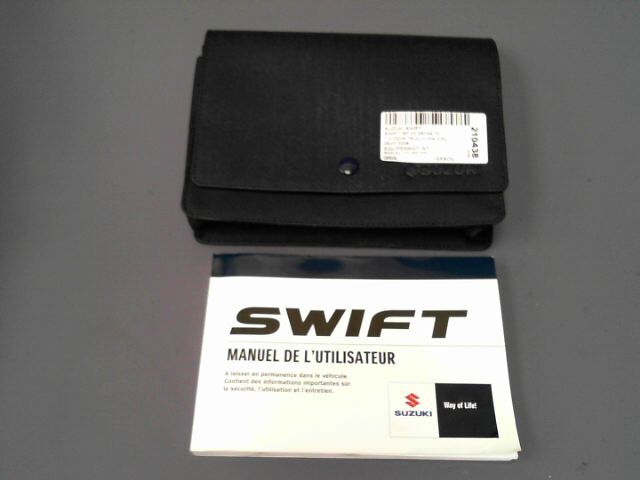 SUZUKI
210438
SWIFT
MANUEL DE L'UTILISATEUR
A laisser en permanence dans le véhicule.
Contient des informations importantes sur
la sécurité, l'utilisation et l'entretien.
SUZUKI
Way of Life!